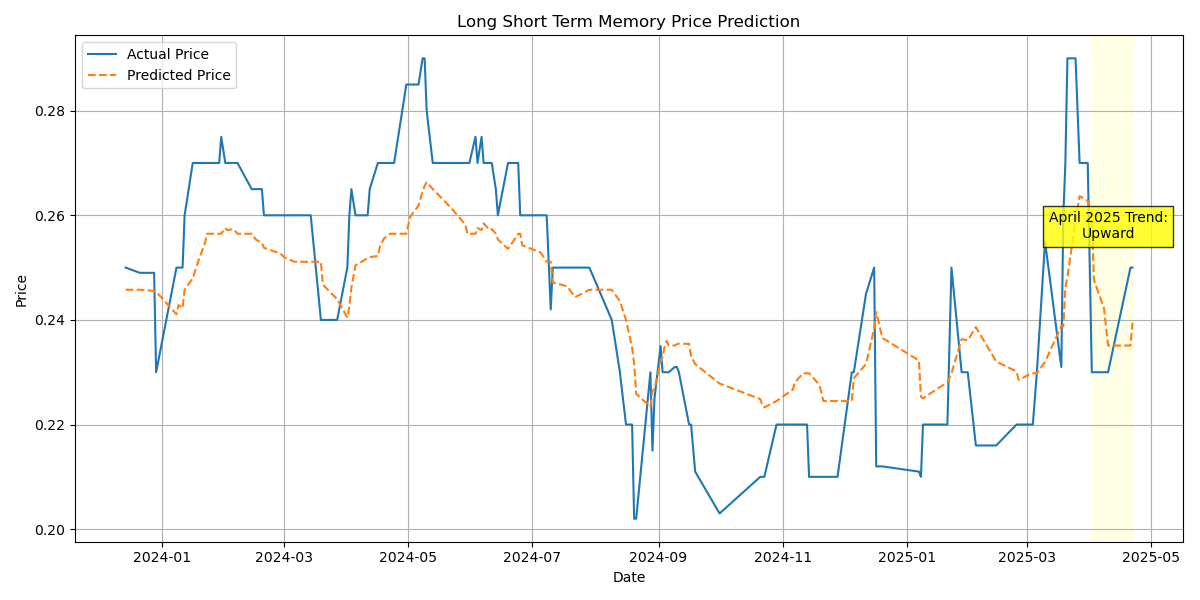 Long Short Term Memory Price Prediction
Actual Price
Predicted Price
0.28
0.26
0.24
0.22
0.20
Price
April 2025 Trend:
Upward
2024-01 2024-03 2024-05 2024-07 2024-09 2024-11 2025-01 2025-03 2025-05
Date